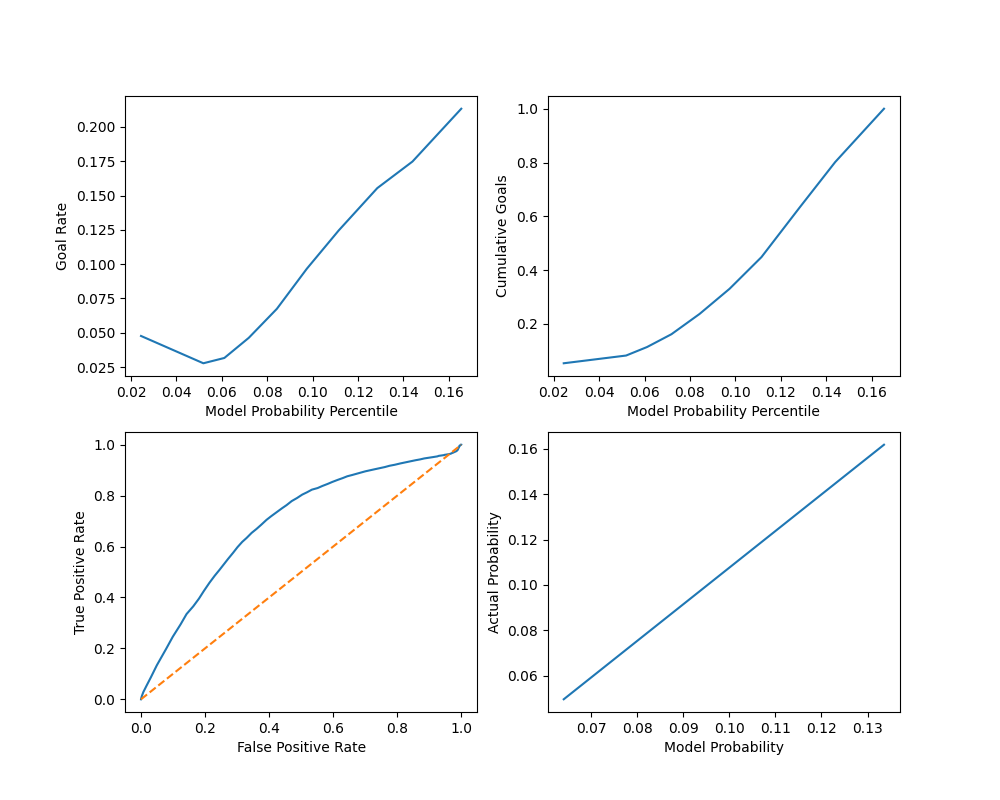 0.200
0.175
0.150
0.125
0.100
0.075
0.050
0.025
Goal Rate
0.02 0.04 0.06 0.08 0.10 0.12 0.14 0.16
Model Probability Percentile
1.0
0.8
0.6
0.4
0.2
Cumulative Goals
0.02 0.04 0.06 0.08 0.10 0.12 0.14 0.16
Model Probability Percentile
1.0
0.8
0.6
0.4
0.2
0.0
True Positive Rate
0.0 0.2 0.4 0.6 0.8 1.0
False Positive Rate
0.16
0.14
0.12
0.10
0.08
0.06
Actual Probability
0.07 0.08 0.09 0.10 0.11 0.12 0.13
Model Probability